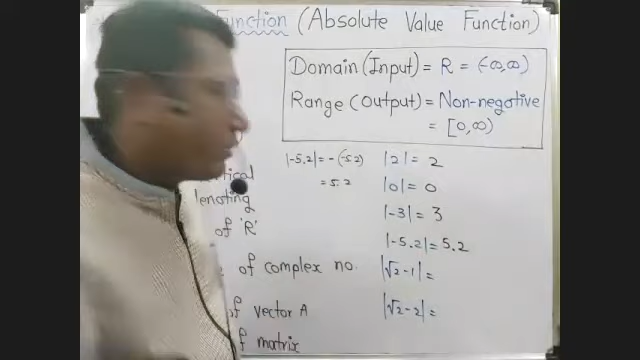 Function (Absolute Value Function)
Domain (Input) = R = (-∞,∞)
Range (Output) = Non-negative
= [0,∞)
|-5.2| = -(-5.2)
= 5.2
|2| = 2
|0| = 0
|-3| = 3
|-5.2| = 5.2
|√2-1| =
|√2-2| =
of 'R'
of complex no.
of vector A
matrix